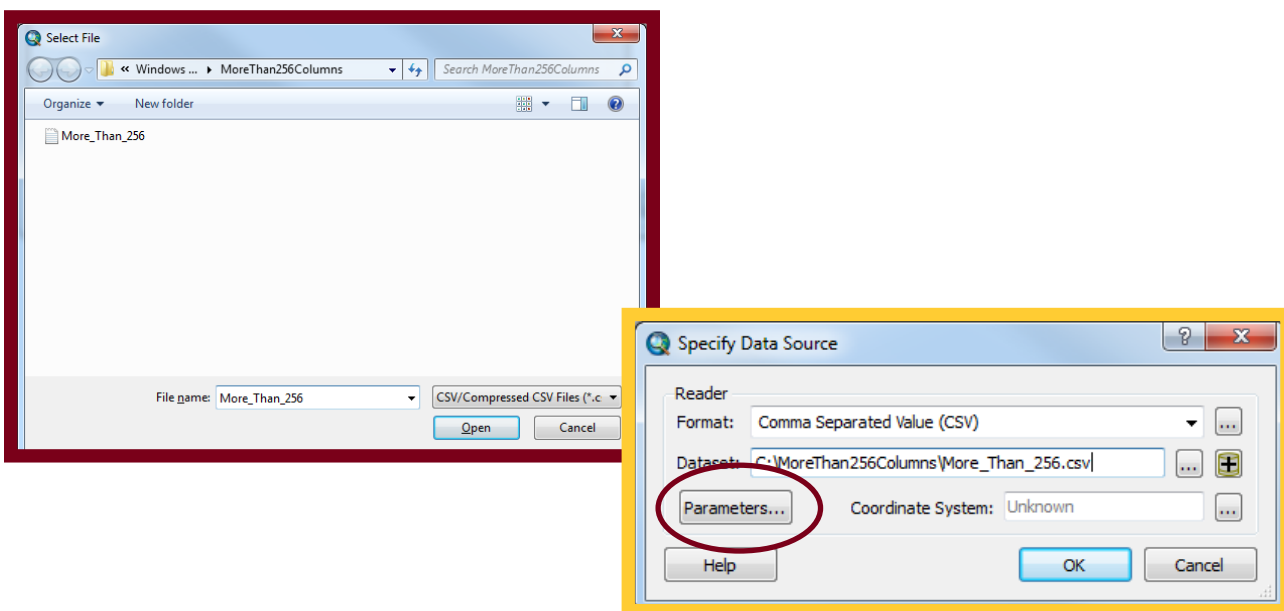 Select File
« Windows ... MoreThan256Columns Search MoreThan256Columns
Organize New folder
More_Than_256
File name: More_Than_256 CSV/Compressed CSV Files (*.c
Open Cancel
Specify Data Source
Reader
Format: Comma Separated Value (CSV) ...
Dataset: C:\MoreThan256Columns\More_Than_256.csv ...
Parameters... Coordinate System: Unknown ...
Help OK Cancel